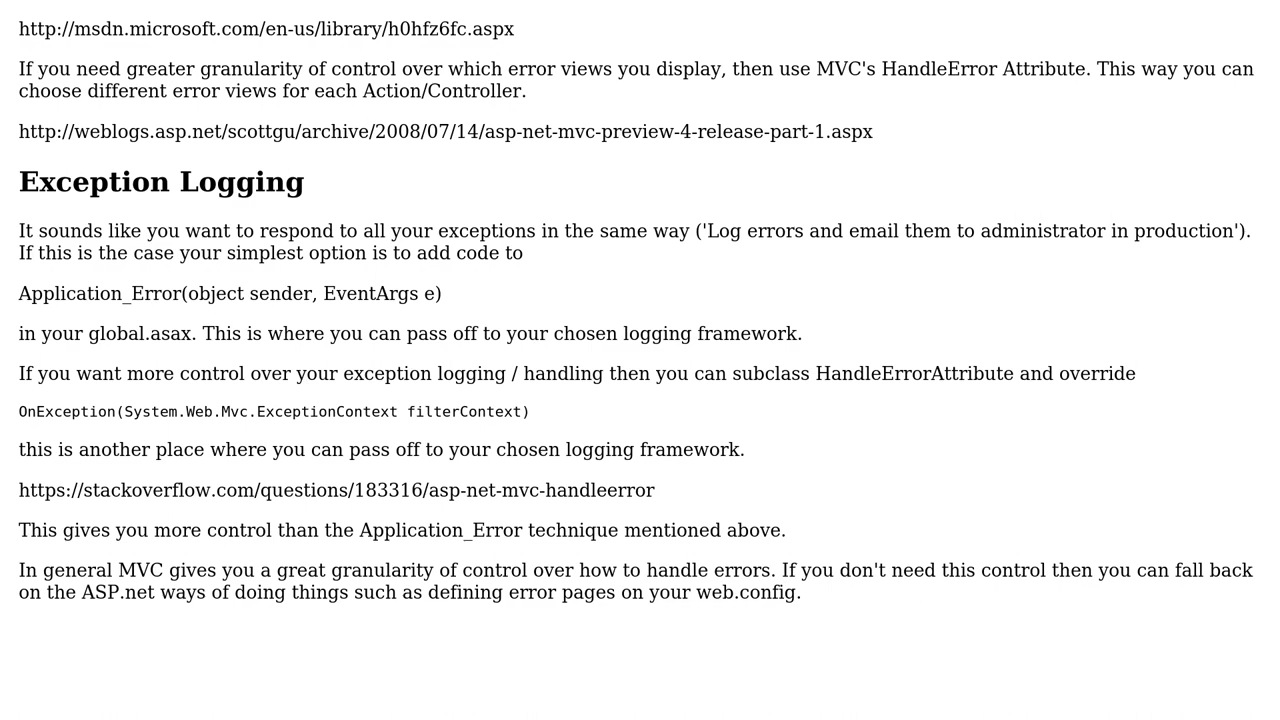 http://msdn.microsoft.com/en-us/library/h0hfz6fc.aspx
If you need greater granularity of control over which error views you display, then use MVC's HandleError Attribute. This way you can
choose different error views for each Action/Controller.
http://weblogs.asp.net/scottgu/archive/2008/07/14/asp-net-mvc-preview-4-release-part-1.aspx
Exception Logging
It sounds like you want to respond to all your exceptions in the same way ('Log errors and email them to administrator in production').
If this is the case your simplest option is to add code to
Application_Error(object sender, EventArgs e)
in your global.asax. This is where you can pass off to your chosen logging framework.
If you want more control over your exception logging / handling then you can subclass HandleErrorAttribute and override
OnException(System.Web.Mvc.ExceptionContext filterContext)
this is another place where you can pass off to your chosen logging framework.
https://stackoverflow.com/questions/183316/asp-net-mvc-handleerror
This gives you more control than the Application_Error technique mentioned above.
In general MVC gives you a great granularity of control over how to handle errors. If you don't need this control then you can fall back
on the ASP.net ways of doing things such as defining error pages on your web.config.